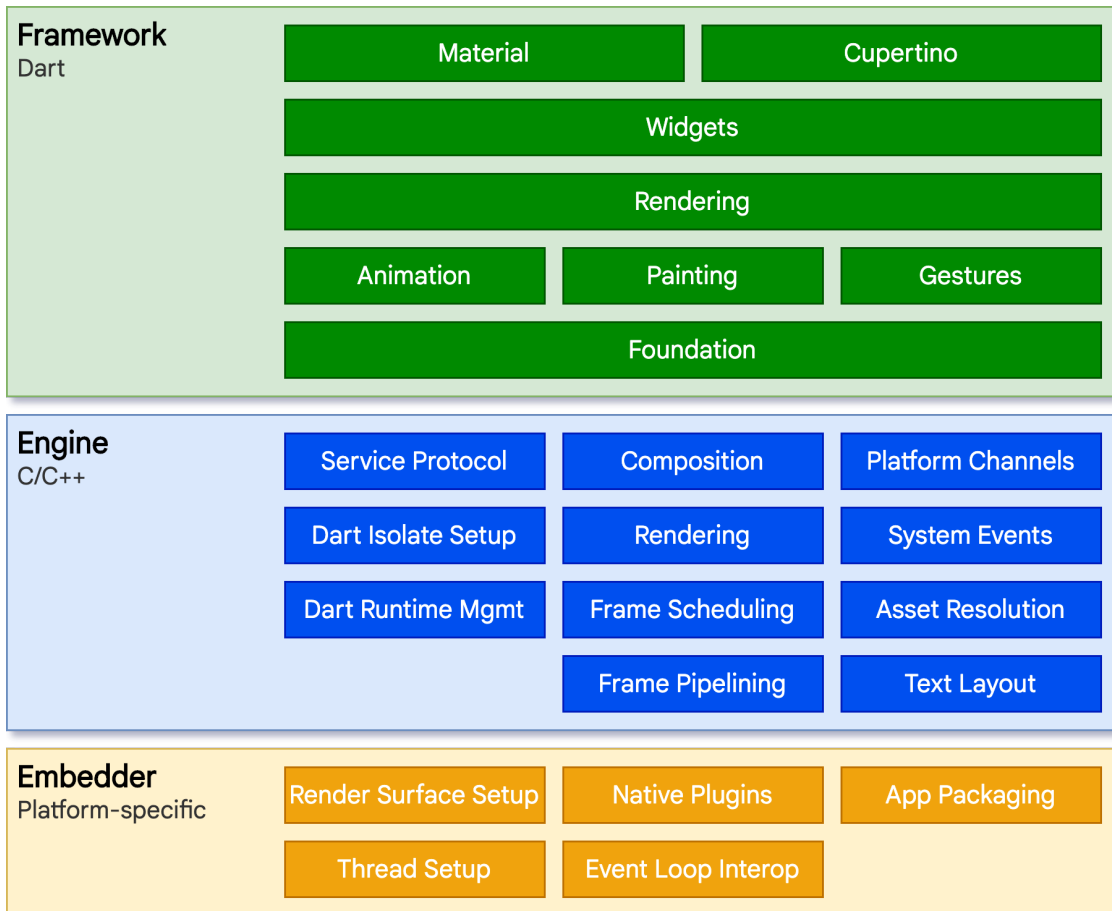 Framework
Dart
Material
Cupertino
Widgets
Rendering
Animation
Painting
Gestures
Foundation
Engine
C/C++
Service Protocol
Composition
Platform Channels
Dart Isolate Setup
Rendering
System Events
Dart Runtime Mgmt
Frame Scheduling
Asset Resolution
Frame Pipelining
Text Layout
Embedder
Platform-specific
Render Surface Setup
Native Plugins
App Packaging
Thread Setup
Event Loop Interop